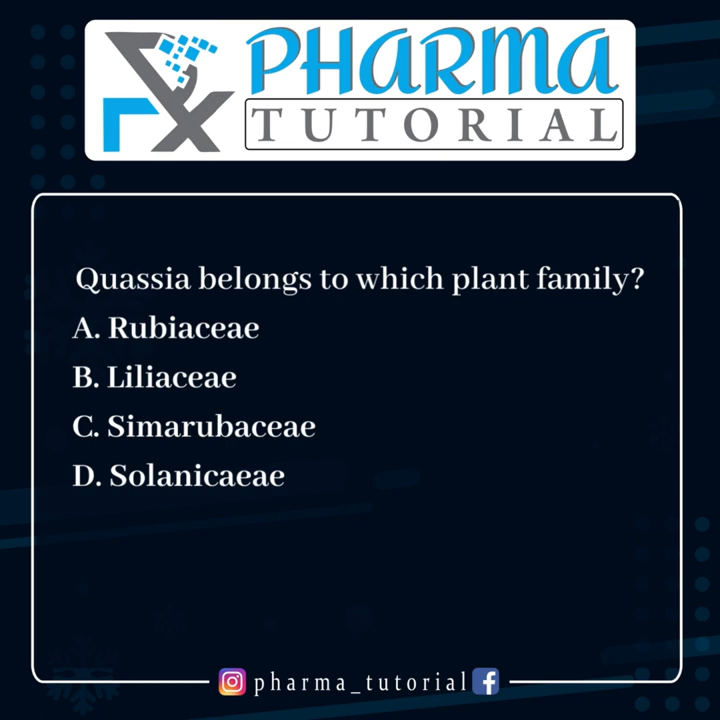 PHARMA
TUTORIAL
Quassia belongs to which plant family?
A. Rubiaceae
B. Liliaceae
C. Simarubaceae
D. Solanicaeae
pharma_tutorial